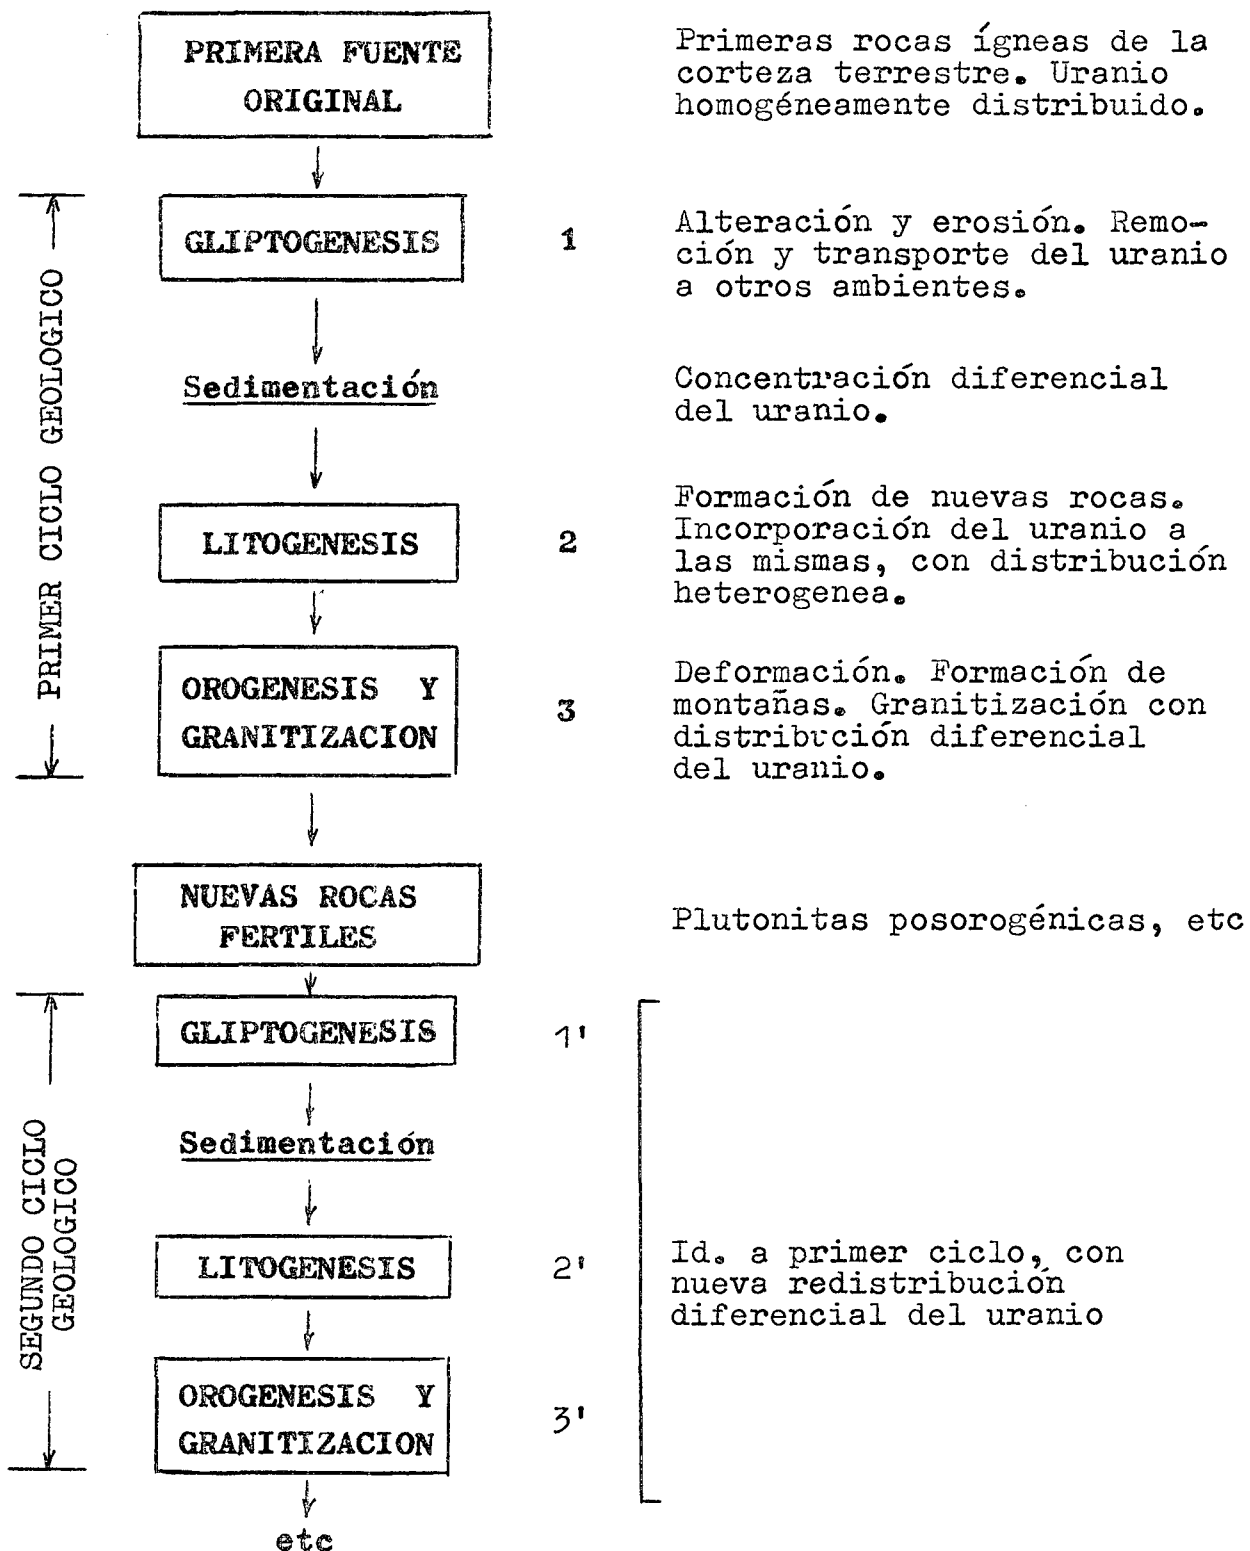 PRIMERA FUENTE
ORIGINAL
Primeras rocas ígneas de la
corteza terrestre. Uranio
homogéneamente distribuido.
PRIMER CICLO GEOLOGICO
GLIPTOGENESIS
1
Alteración y erosión. Remo-
ción y transporte del uranio
a otros ambientes.
Sedimentación
Concentración diferencial
del uranio.
LITOGENESIS
2
Formación de nuevas rocas.
Incorporación del uranio a
las mismas, con distribución
heterogenea.
OROGENESIS Y
GRANITIZACION
3
Deformación. Formación de
montañas. Granitización con
distribución diferencial
del uranio.
NUEVAS ROCAS
FERTILES
Plutonitas posorogénicas, etc
SEGUNDO CICLO
GEOLOGICO
GLIPTOGENESIS
1'
Sedimentación
LITOGENESIS
2'
Id. a primer ciclo, con
nueva redistribución
diferencial del uranio
OROGENESIS Y
GRANITIZACION
3'
etc